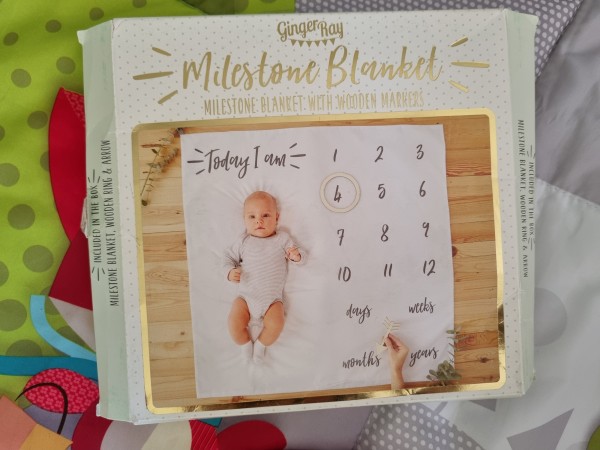 GingerRay
Milestone Blanket
MILESTONE BLANKET WITH WOODEN MARKERS
Today I am
1 2 3
4 5 6
7 8 9
10 11 12
days weeks
months years
INCLUDED IN THE BOX
MILESTONE BLANKET, WOODEN RING & ARROW
MILESTONE BLANKET, WOODEN RING & ARROW
INCLUDED IN THE BOX